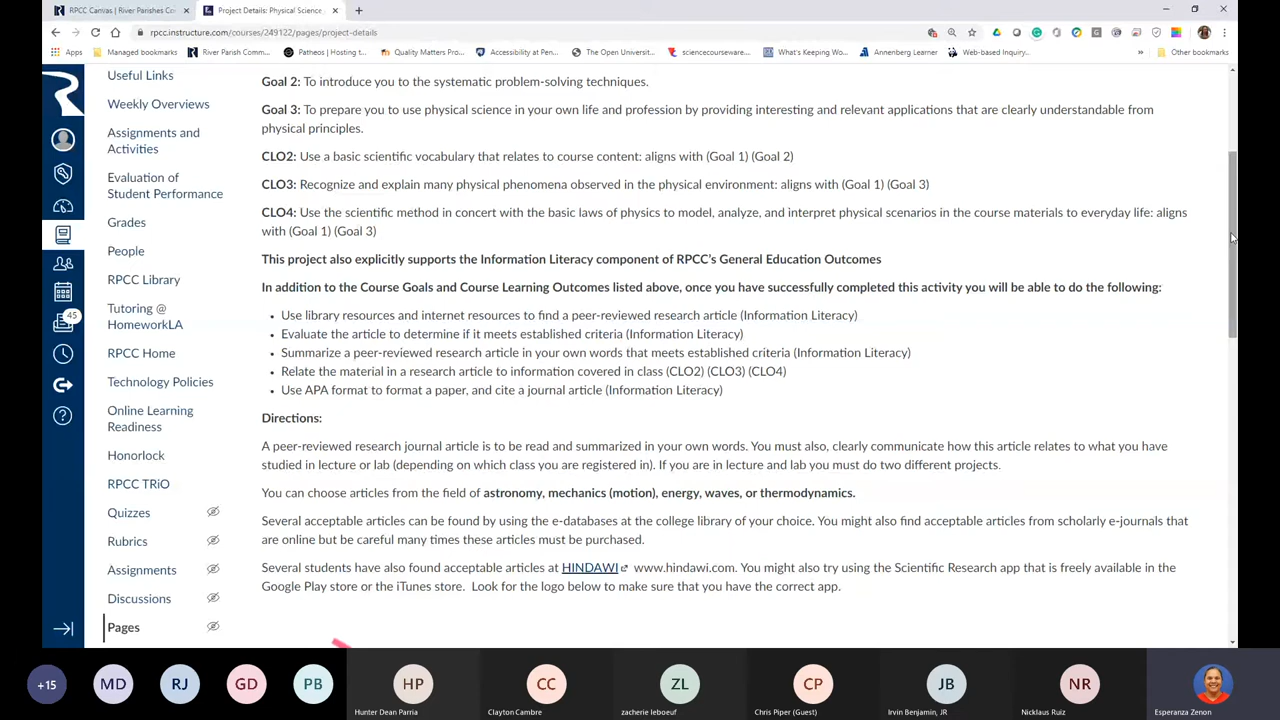 RPCC Canvas | River Parishes Co
Project Details: Physical Science,
rpcc.instructure.com/courses/249122/pages/project-details
Apps
Managed bookmarks
River Parish Comm...
Patheos | Hosting t...
Quality Matters Pro...
Accessibility at Pen...
The Open Universit...
sciencecourseware...
What's Keeping Wo...
Annenberg Learner
Web-based Inquiry...
»
Other bookmarks
Useful Links
Weekly Overviews
Assignments and
Activities
Evaluation of
Student Performance
Grades
People
RPCC Library
Tutoring @
HomeworkLA
RPCC Home
Technology Policies
Online Learning
Readiness
Honorlock
RPCC TRiO
Quizzes
Rubrics
Assignments
Discussions
Pages
45
Goal 2: To introduce you to the systematic problem-solving techniques.
Goal 3: To prepare you to use physical science in your own life and profession by providing interesting and relevant applications that are clearly understandable from
physical principles.
CLO2: Use a basic scientific vocabulary that relates to course content: aligns with (Goal 1) (Goal 2)
CLO3: Recognize and explain many physical phenomena observed in the physical environment: aligns with (Goal 1) (Goal 3)
CLO4: Use the scientific method in concert with the basic laws of physics to model, analyze, and interpret physical scenarios in the course materials to everyday life: aligns
with (Goal 1) (Goal 3)
This project also explicitly supports the Information Literacy component of RPCC's General Education Outcomes
In addition to the Course Goals and Course Learning Outcomes listed above, once you have successfully completed this activity you will be able to do the following:
• Use library resources and internet resources to find a peer-reviewed research article (Information Literacy)
• Evaluate the article to determine if it meets established criteria (Information Literacy)
• Summarize a peer-reviewed research article in your own words that meets established criteria (Information Literacy)
• Relate the material in a research article to information covered in class (CLO2) (CLO3) (CLO4)
• Use APA format to format a paper, and cite a journal article (Information Literacy)
Directions:
A peer-reviewed research journal article is to be read and summarized in your own words. You must also, clearly communicate how this article relates to what you have
studied in lecture or lab (depending on which class you are registered in). If you are in lecture and lab you must do two different projects.
You can choose articles from the field of astronomy, mechanics (motion), energy, waves, or thermodynamics.
Several acceptable articles can be found by using the e-databases at the college library of your choice. You might also find acceptable articles from scholarly e-journals that
are online but be careful many times these articles must be purchased.
Several students have also found acceptable articles at HINDAWI www.hindawi.com. You might also try using the Scientific Research app that is freely available in the
Google Play store or the iTunes store. Look for the logo below to make sure that you have the correct app.
+15
MD
RJ
GD
PB
HP
CC
ZL
CP
JB
NR
Hunter Dean Parria
Clayton Cambre
zacherie leboeuf
Chris Piper (Guest)
Irvin Benjamin, JR
Nicklaus Ruiz
Esperanza Zenon